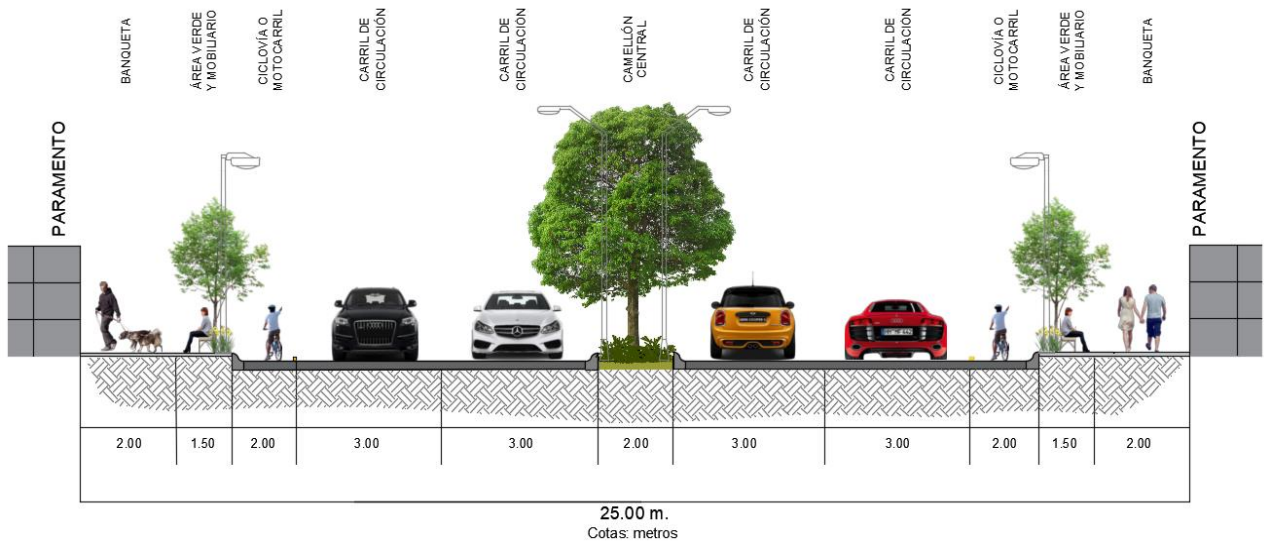 BANQUETA
ÁREA VERDE
Y MOBILIARIO
CICLOVÍA O
MOTOCARRIL
CARRIL DE
CIRCULACIÓN
CARRIL DE
CIRCULACIÓN
CAMELLÓN
CENTRAL
CARRIL DE
CIRCULACIÓN
CARRIL DE
CIRCULACIÓN
CICLOVÍA O
MOTOCARRIL
ÁREA VERDE
Y MOBILIARIO
BANQUETA
PARAMENTO
PARAMENTO
2.00
1.50
2.00
3.00
3.00
2.00
3.00
3.00
2.00
1.50
2.00
25.00 m.
Cotas: metros